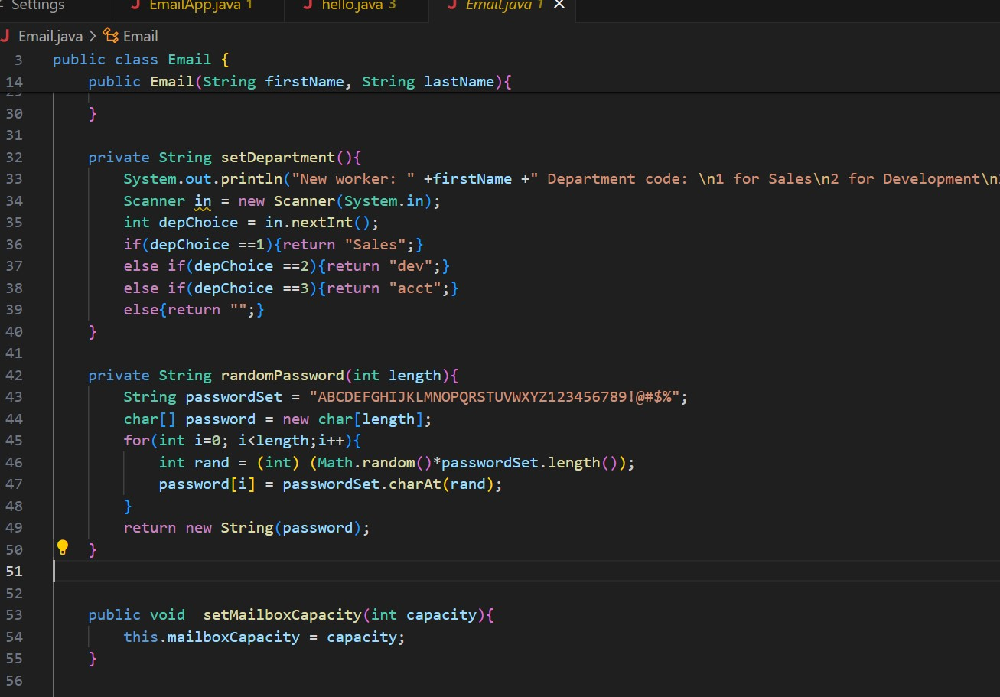 Settings EmailApp.java 1 hello.java 3 Email.java 1
Email.java > Email
3 public class Email {
14 public Email(String firstName, String lastName){
30 }
31
32 private String setDepartment(){
33 System.out.println("New worker: " +firstName +" Department code: \n1 for Sales\n2 for Development\n
34 Scanner in = new Scanner(System.in);
35 int depChoice = in.nextInt();
36 if(depChoice ==1){return "Sales";}
37 else if(depChoice ==2){return "dev";}
38 else if(depChoice ==3){return "acct";}
39 else{return "";}
40 }
41
42 private String randomPassword(int length){
43 String passwordSet = "ABCDEFGHIJKLMNOPQRSTUVWXYZ123456789!@#$%";
44 char[] password = new char[length];
45 for(int i=0; i<length;i++){
46 int rand = (int) (Math.random()*passwordSet.length());
47 password[i] = passwordSet.charAt(rand);
48 }
49 return new String(password);
50 }
51
52
53 public void  setMailboxCapacity(int capacity){
54 this.mailboxCapacity = capacity;
55 }
56